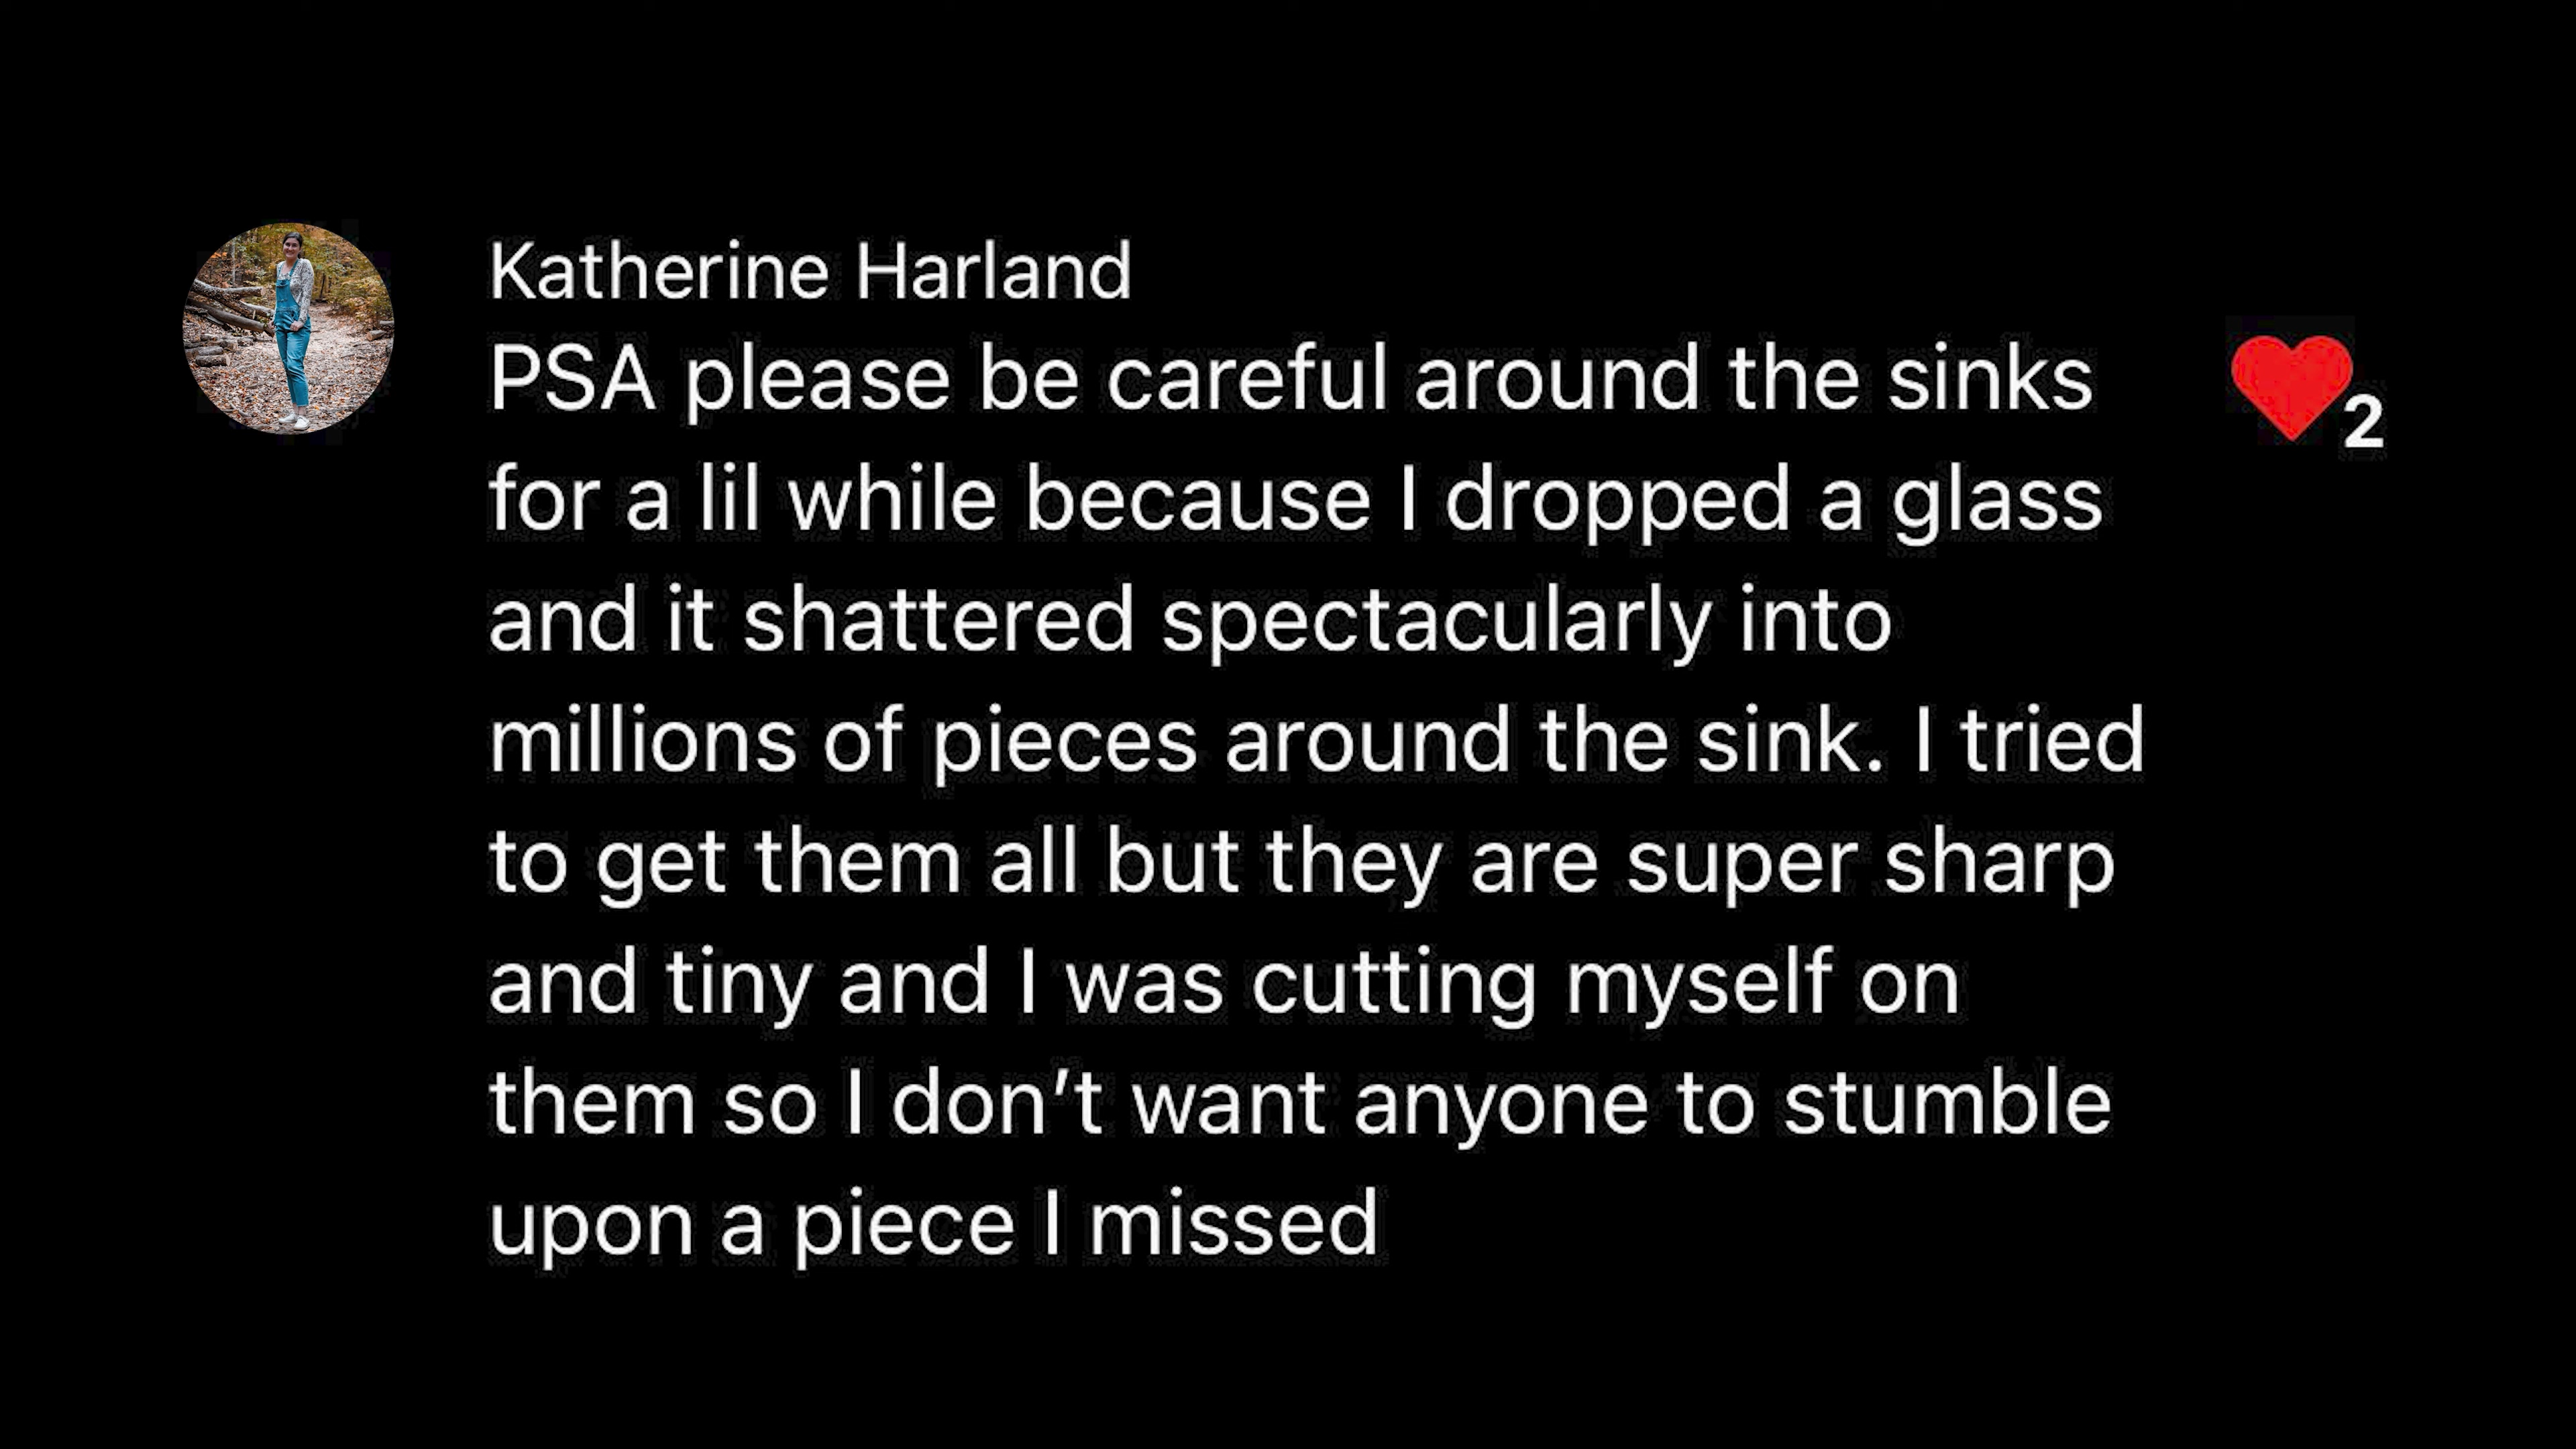 Katherine Harland
PSA please be careful around the sinks
for a lil while because I dropped a glass
and it shattered spectacularly into
millions of pieces around the sink. I tried
to get them all but they are super sharp
and tiny and I was cutting myself on
them so I don’t want anyone to stumble
upon a piece I missed
2